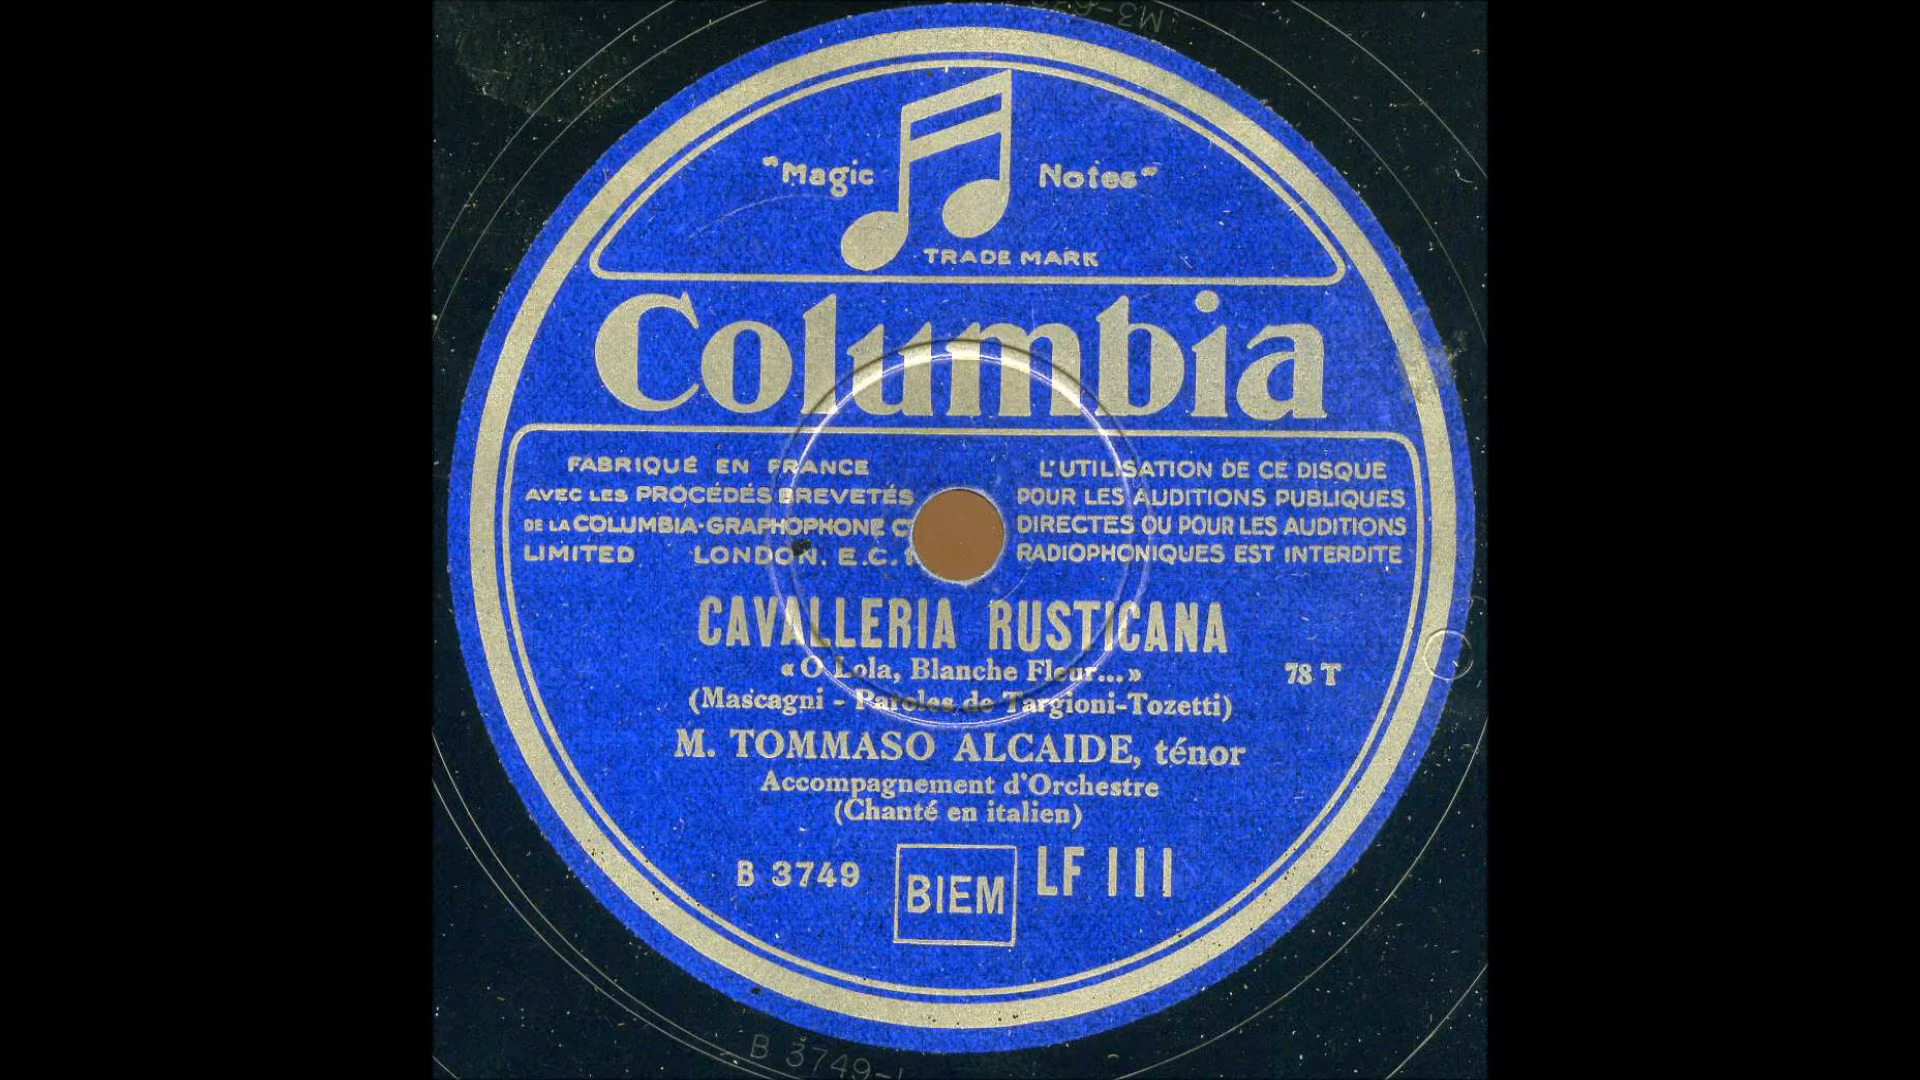 “Magic Notes“
TRADE MARK
Columbia
FABRIQUÉ EN FRANCE
AVEC LES PROCÉDÉS BREVETÉS
DE LA COLUMBIA-GRAPHOPHONE C
LIMITED LONDON. E.C.1
L'UTILISATION DE CE DISQUE
POUR LES AUDITIONS PUBLIQUES
DIRECTES OU POUR LES AUDITIONS
RADIOPHONIQUES EST INTERDITE
CAVALLERIA RUSTICANA
«O Lola, Blanche Fleur...»
78 T
(Mascagni - Paroles de Targioni-Tozetti)
M. TOMMASO ALCAIDE, ténor
Accompagnement d'Orchestre
(Chanté en italien)
B 3749 BIEM LF 111
B 3749-1